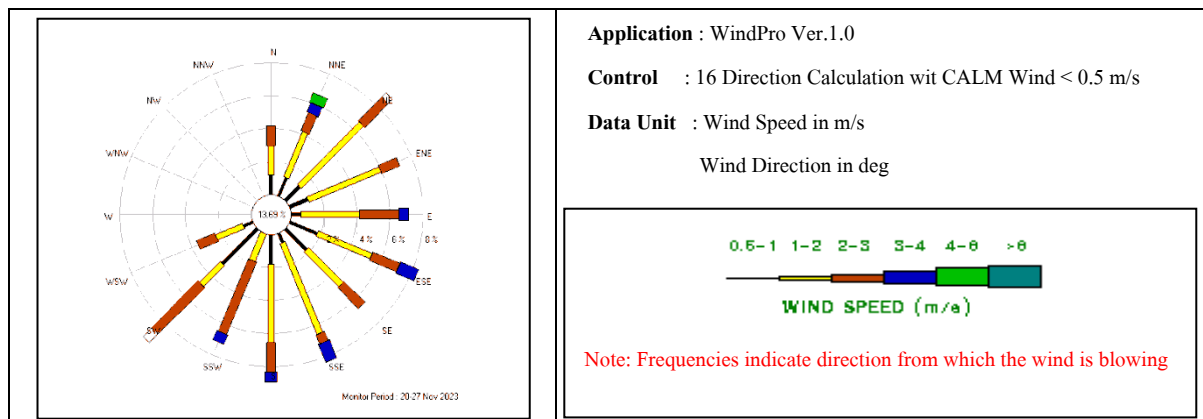 N
NNW
NNE
NW
NE
WNW
ENE
W
13.69 %
E
4 %
6 %
8 %
WSW
ESE
SW
SE
SSW
SSE
Monitor Period : 20-27 Nov 2023
Application : WindPro Ver.1.0
Control : 16 Direction Calculation wit CALM Wind < 0.5 m/s
Data Unit : Wind Speed in m/s
Wind Direction in deg
0.5-1 1-2 2-3 3-4 4-6 >6
WIND SPEED (m/s)
Note: Frequencies indicate direction from which the wind is blowing